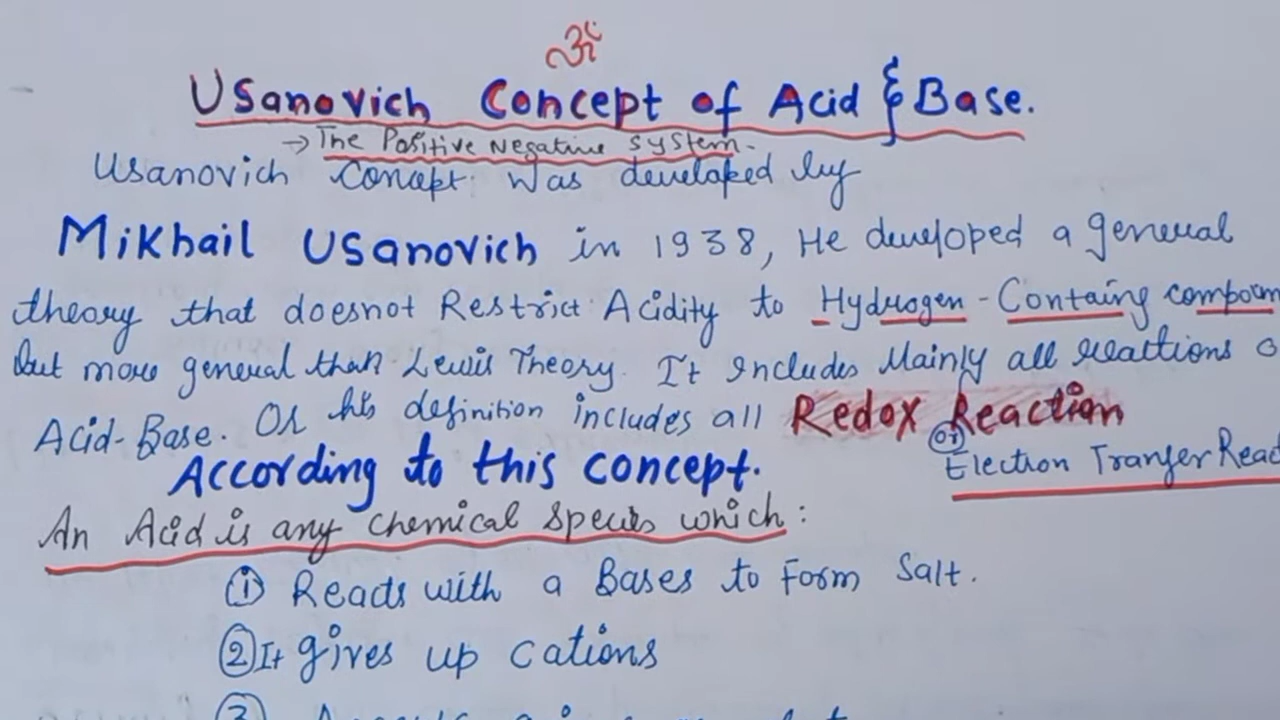 ॐ
Usanovich Concept of Acid & Base.
→ The Positive Negative system.
Usanovich Concept was developed by
Mikhail Usanovich in 1938, He developed a general
theory that doesnot Restrict Acidity to Hydrogen-Containg compoun
but more general than Lewis Theory. It Includes Mainly all reactions o
Acid-Base. Or his definition includes all Redox Reaction
(or)
Election Tranfer Reac
According to this concept.
An Acid is any chemical species which:
① Reacts with a Bases to Form Salt.
② It gives up cations
③